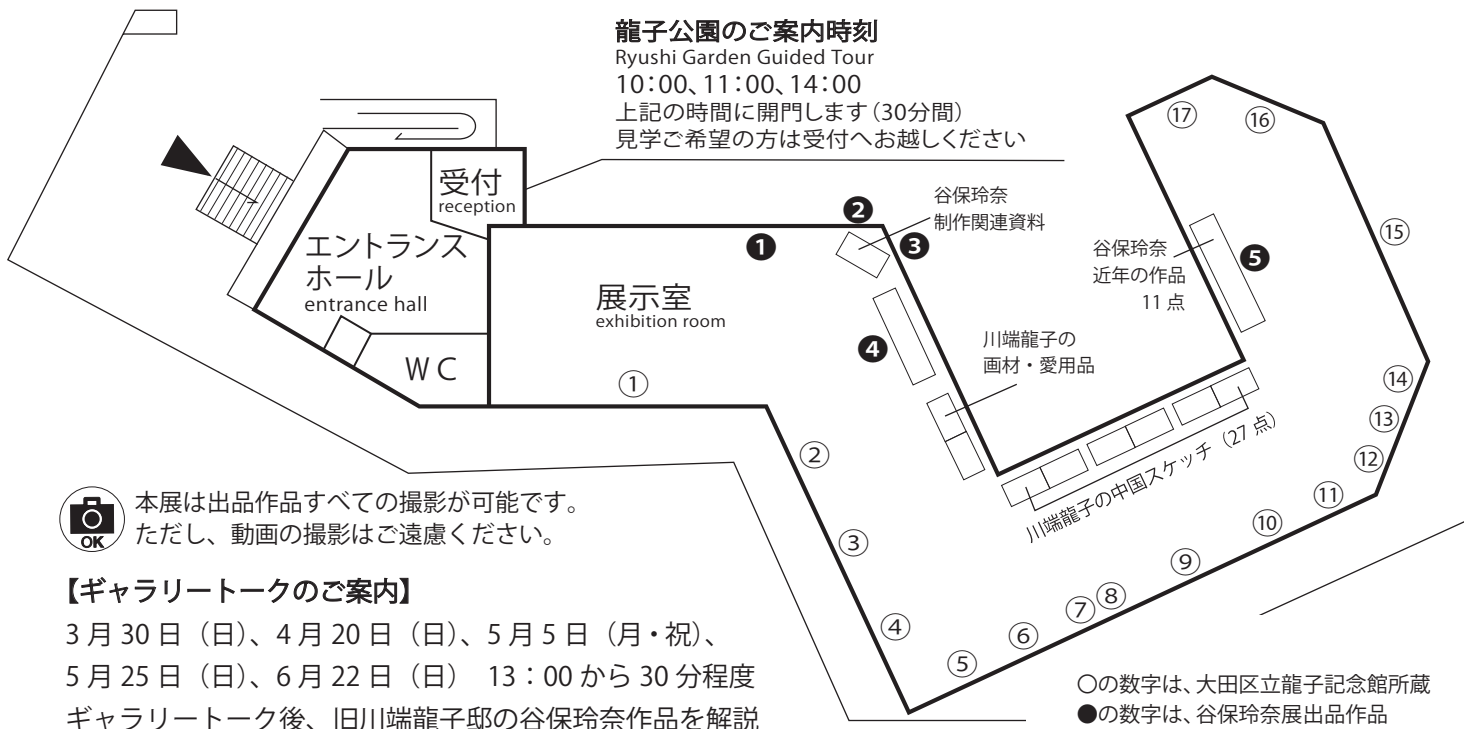 龍子公園のご案内時刻
Ryushi Garden Guided Tour
10：00、11：00、14：00
上記の時間に開門します（30分間）
見学ご希望の方は受付へお越しください
受付
reception
エントランス
ホール
entrance hall
WC
展示室
exhibition room
❶
❷
❸
谷保玲奈
制作関連資料
❹
川端龍子の
画材・愛用品
谷保玲奈
近年の作品
11 点
❺
川端龍子の中国スケッチ（27 点）
①
②
③
④
⑤
⑥
⑦
⑧
⑨
⑩
⑪
⑫
⑬
⑭
⑮
⑯
⑰
OK
本展は出品作品すべての撮影が可能です。
ただし、動画の撮影はご遠慮ください。
【ギャラリートークのご案内】
3 月 30 日（日）、4 月 20 日（日）、5 月 5 日（月・祝）、
5 月 25 日（日）、6 月 22 日（日） 13：00 から 30 分程度
ギャラリートーク後、旧川端龍子邸の谷保玲奈作品を解説
○の数字は、大田区立龍子記念館所蔵
●の数字は、谷保玲奈展出品作品